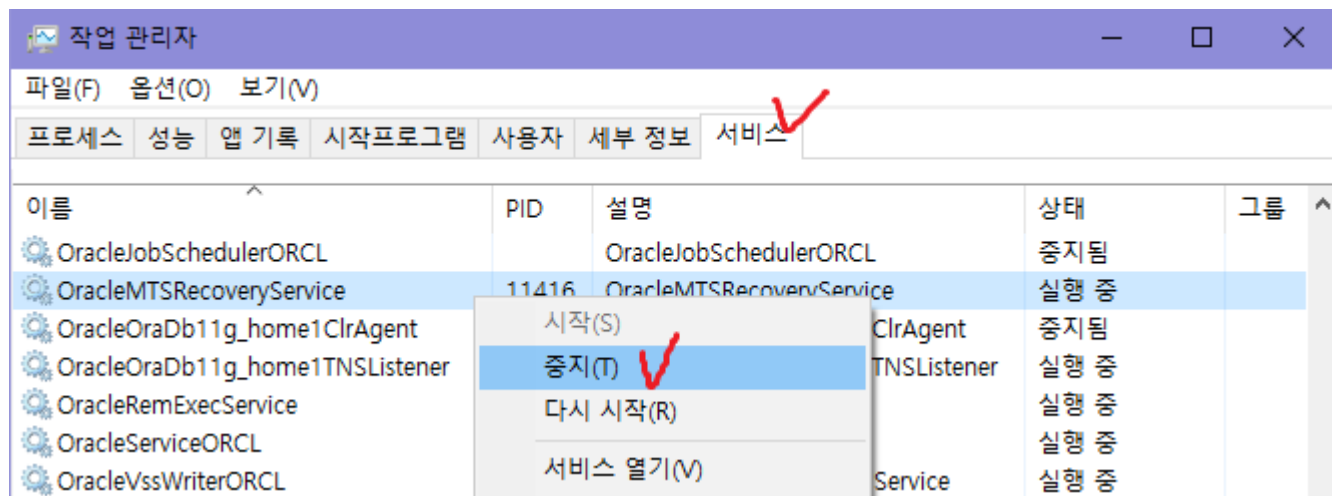 작업 관리자
파일(F) 옵션(O) 보기(V)
프로세스 성능 앱 기록 시작프로그램 사용자 세부 정보 서비스
이름 PID 설명 상태 그룹
OracleJobSchedulerORCL OracleJobSchedulerORCL 중지됨
OracleMTSRecoveryService 11416 OracleMTSRecoveryService 실행 중
시작(S)
OracleOraDb11g_home1ClrAgent ClrAgent 중지됨
중지(T)
OracleOraDb11g_home1TNSListener TNSListener 실행 중
다시 시작(R)
OracleRemExecService 실행 중
OracleServiceORCL 실행 중
서비스 열기(V)
OracleVssWriterORCL Service 실행 중